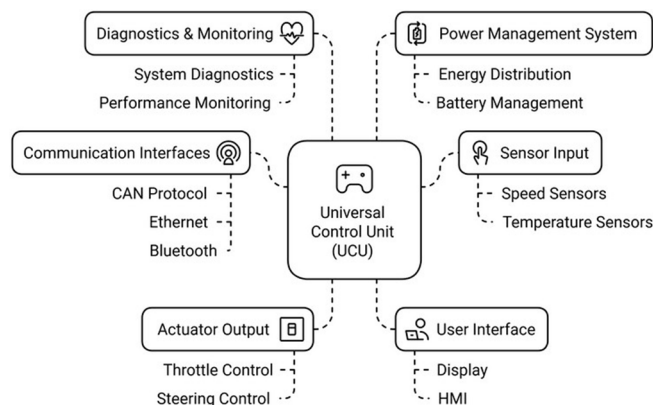 Diagnostics & Monitoring
System Diagnostics
Performance Monitoring
Power Management System
Energy Distribution
Battery Management
Communication Interfaces
CAN Protocol
Ethernet
Bluetooth
Universal
Control Unit
(UCU)
Sensor Input
Speed Sensors
Temperature Sensors
Actuator Output
Throttle Control
Steering Control
User Interface
Display
HMI